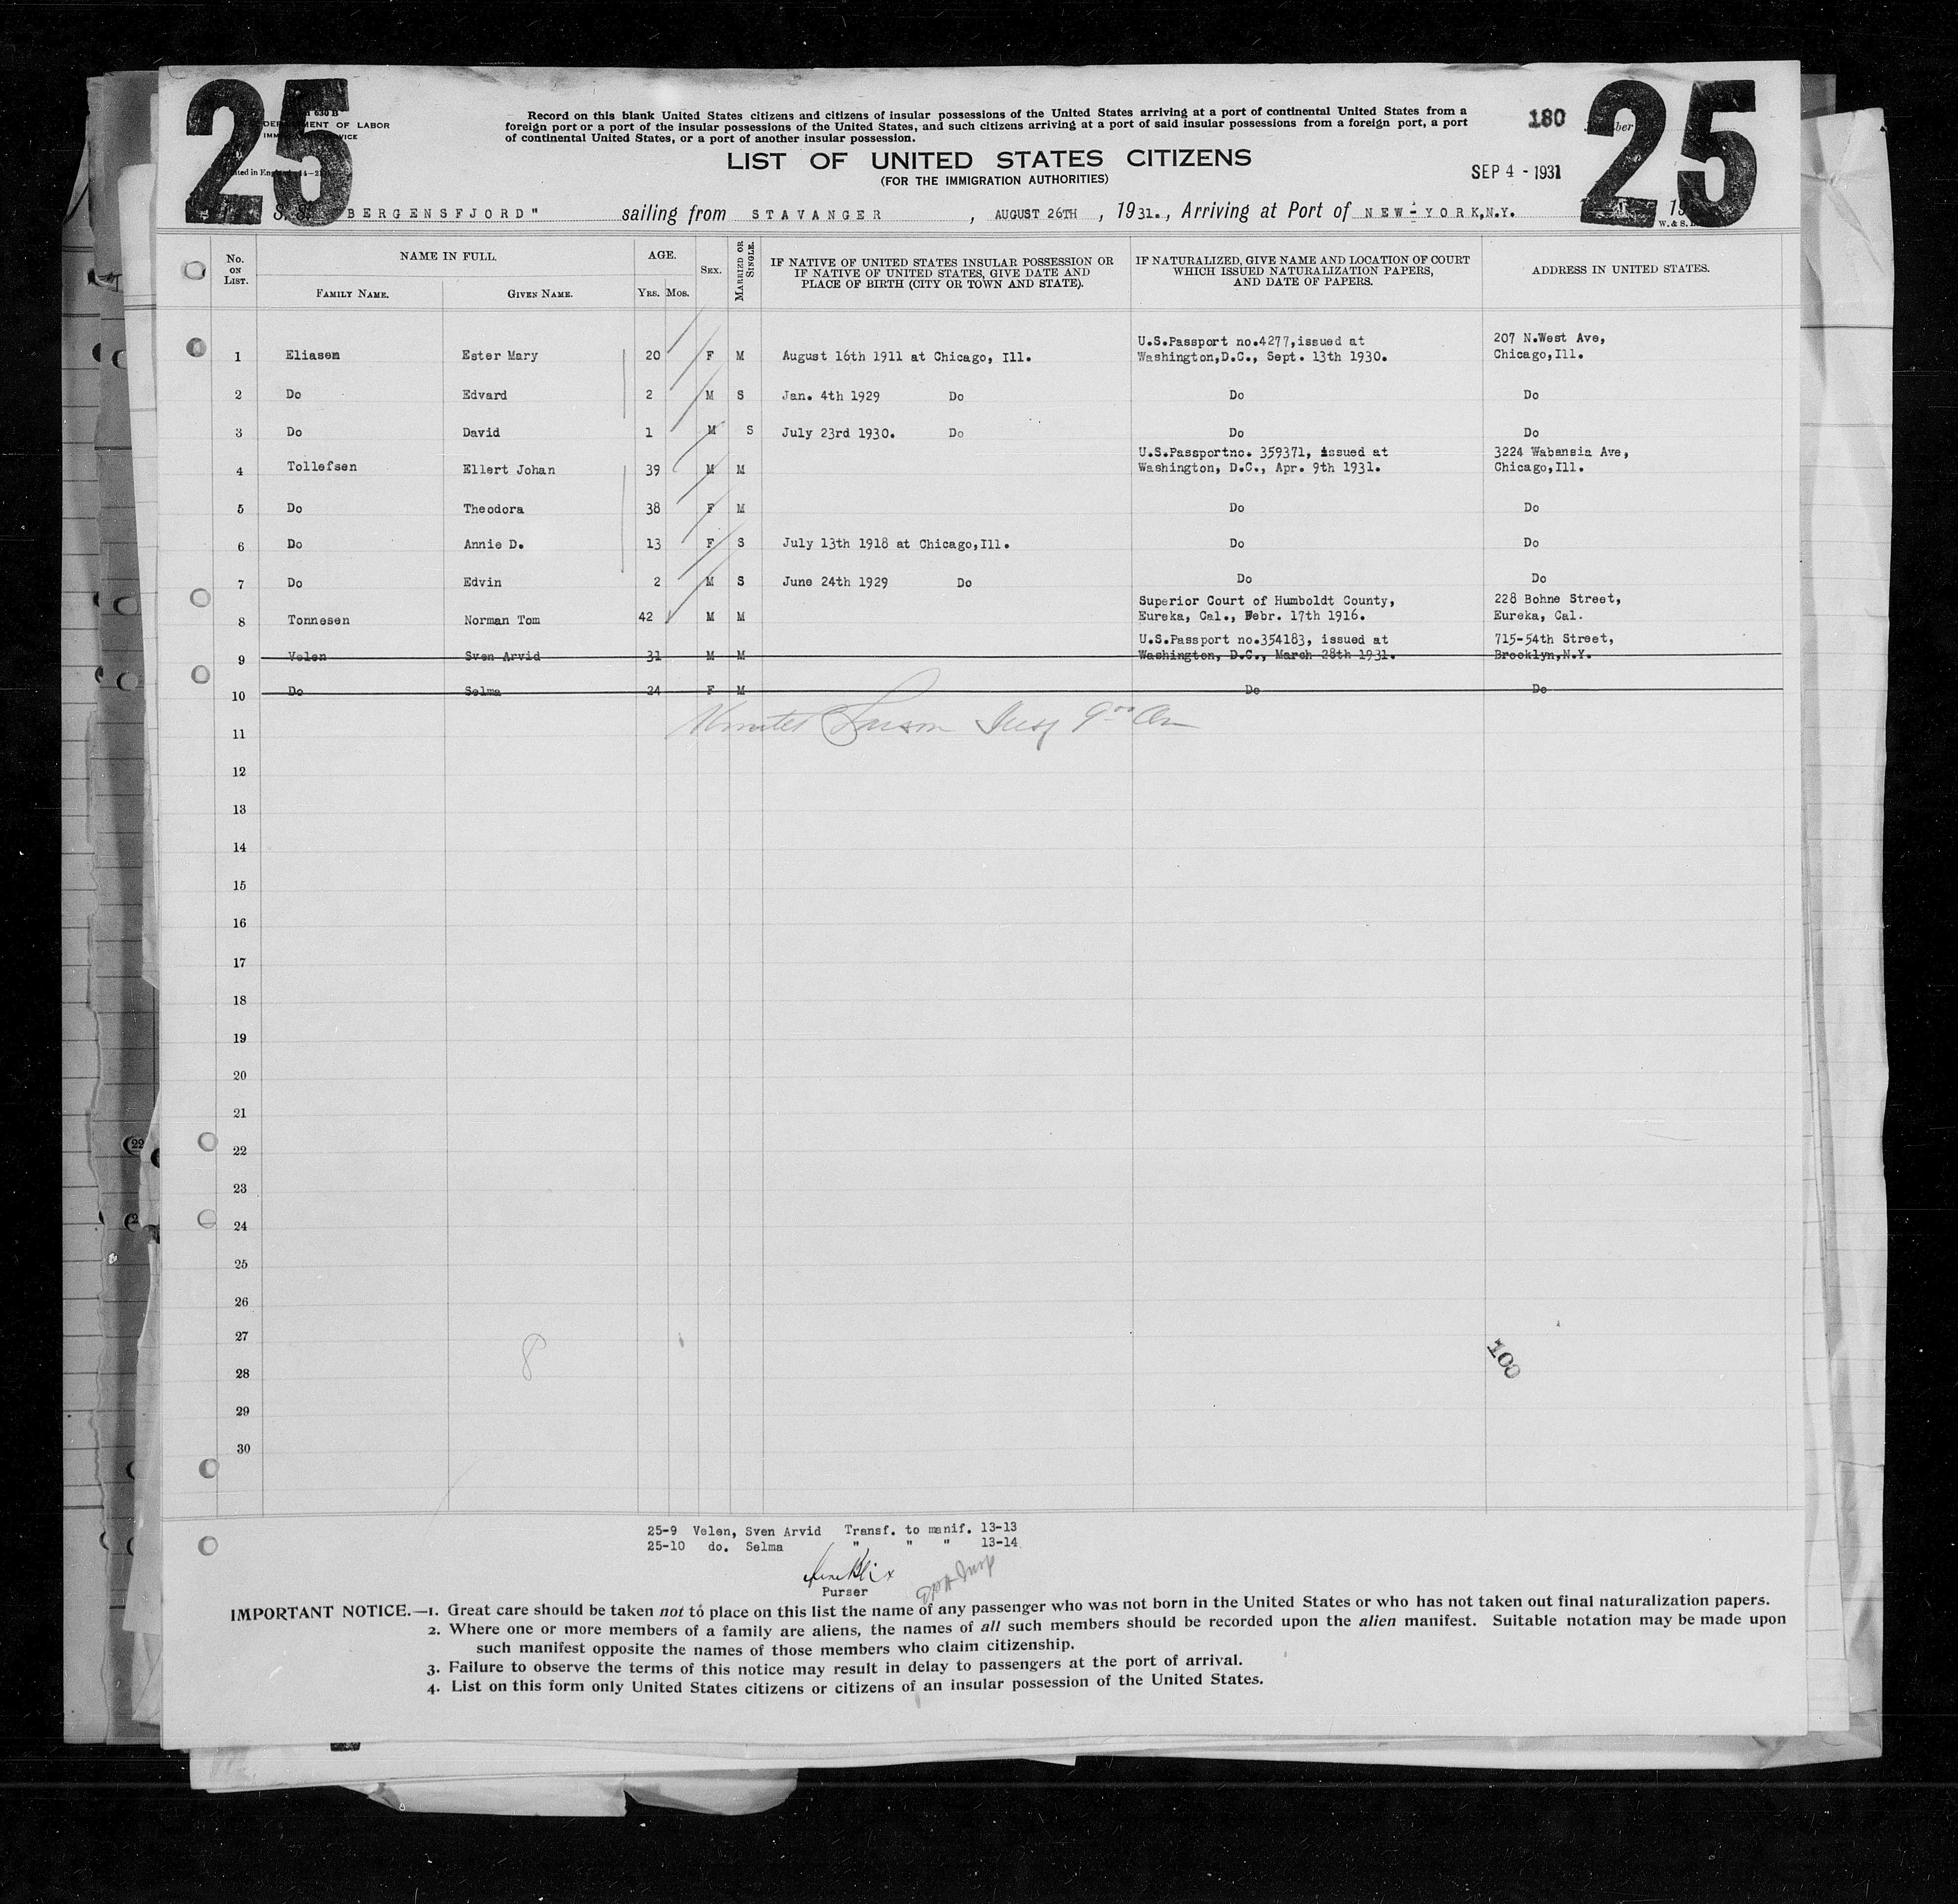 25
25
630 B
DEPARTMENT OF LABOR
180
Record on this blank United States citizens and citizens of insular possessions of the United States arriving at a port of continental United States from a
foreign port or a port of the insular possessions of the United States, and such citizens arriving at a port of said insular possessions from a foreign port, a port
of continental United States, or a port of another insular possession.
LIST OF UNITED STATES CITIZENS
(FOR THE IMMIGRATION AUTHORITIES)
SEP 4 - 1931
S. S. "BERGENSFJORD" sailing from STAVANGER, AUGUST 26TH, 1931., Arriving at Port of NEW-YORK,N.Y.
No. ON LIST. NAME IN FULL. FAMILY NAME. GIVEN NAME. AGE. YRS. MOS. SEX. MARRIED OR SINGLE. IF NATIVE OF UNITED STATES INSULAR POSSESSION OR IF NATIVE OF UNITED STATES, GIVE DATE AND PLACE OF BIRTH (CITY OR TOWN AND STATE). IF NATURALIZED, GIVE NAME AND LOCATION OF COURT WHICH ISSUED NATURALIZATION PAPERS, AND DATE OF PAPERS. ADDRESS IN UNITED STATES.
U.S.Passport no.4277,issued at 207 N.West Ave,
1 Eliasen Ester Mary 20 F M August 16th 1911 at Chicago, Ill. Washington,D.C., Sept. 13th 1930. Chicago,Ill.
2 Do Edvard 2 M S Jan. 4th 1929 Do Do Do
3 Do David 1 M S July 23rd 1930. Do Do Do
U.S.Passportno. 359371, issued at 3224 Wabansia Ave,
4 Tollefsen Ellert Johan 39 M M Washington, D.C., Apr. 9th 1931. Chicago,Ill.
5 Do Theodora 38 F M Do Do
6 Do Annie D. 13 F S July 13th 1918 at Chicago,Ill. Do Do
7 Do Edvin 2 M S June 24th 1929 Do Do Do
Superior Court of Humboldt County, 228 Bohne Street,
8 Tonnesen Norman Tom 42 M M Eureka, Cal., Febr. 17th 1916. Eureka, Cal.
U.S.Passport no.354183, issued at 715-54th Street,
9 Velen Sven Arvid 31 M M Washington, D.C., March 28th 1931. Brooklyn,N.Y.
10 Do Selma 24 F M Do Do
11
12
13
14
15
16
17
18
19
20
21
22
23
24
25
26
27
28
29
30
8
100
25-9 Velen, Sven Arvid Transf. to manif. 13-13
25-10 do. Selma " " " 13-14
Purser
IMPORTANT NOTICE.—1. Great care should be taken not to place on this list the name of any passenger who was not born in the United States or who has not taken out final naturalization papers.
2. Where one or more members of a family are aliens, the names of all such members should be recorded upon the alien manifest. Suitable notation may be made upon
such manifest opposite the names of those members who claim citizenship.
3. Failure to observe the terms of this notice may result in delay to passengers at the port of arrival.
4. List on this form only United States citizens or citizens of an insular possession of the United States.